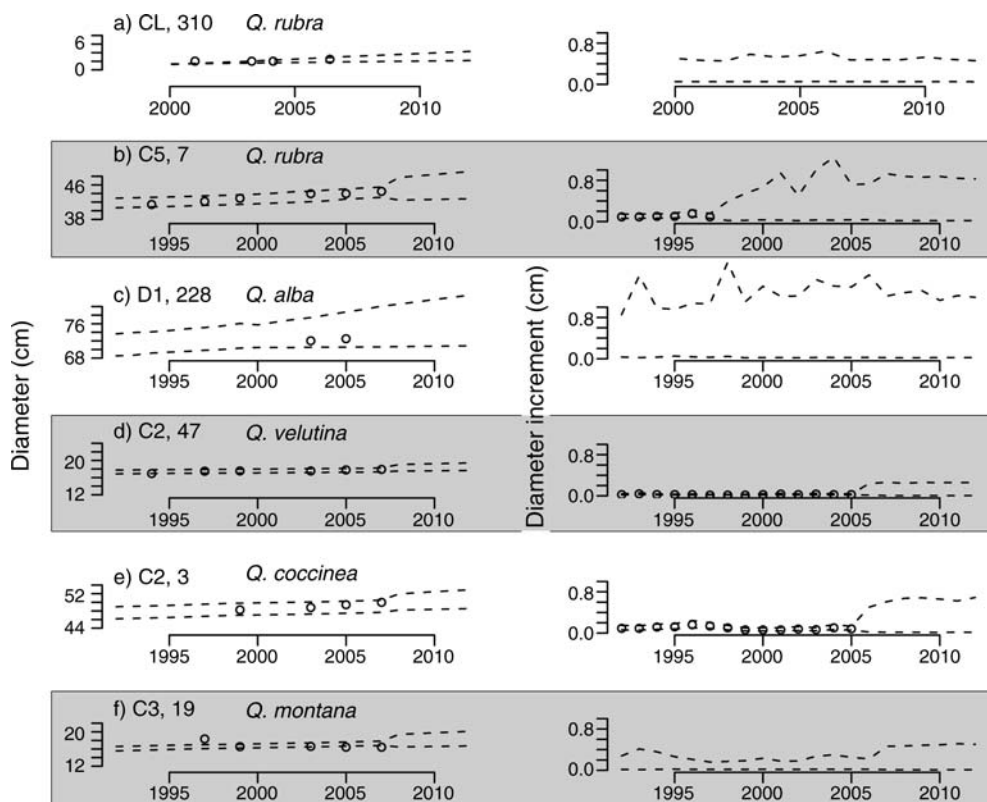 a) CL, 310 Q. rubra
6
0
2000 2005 2010
0.8
0.0
2000 2005 2010
b) C5, 7 Q. rubra
46
38
1995 2000 2005 2010
0.8
0.0
1995 2000 2005 2010
c) D1, 228 Q. alba
76
68
1995 2000 2005 2010
0.8
0.0
1995 2000 2005 2010
Diameter (cm)
Diameter increment (cm)
d) C2, 47 Q. velutina
20
12
1995 2000 2005 2010
0.8
0.0
1995 2000 2005 2010
e) C2, 3 Q. coccinea
52
44
1995 2000 2005 2010
0.8
0.0
1995 2000 2005 2010
f) C3, 19 Q. montana
20
12
1995 2000 2005 2010
0.8
0.0
1995 2000 2005 2010